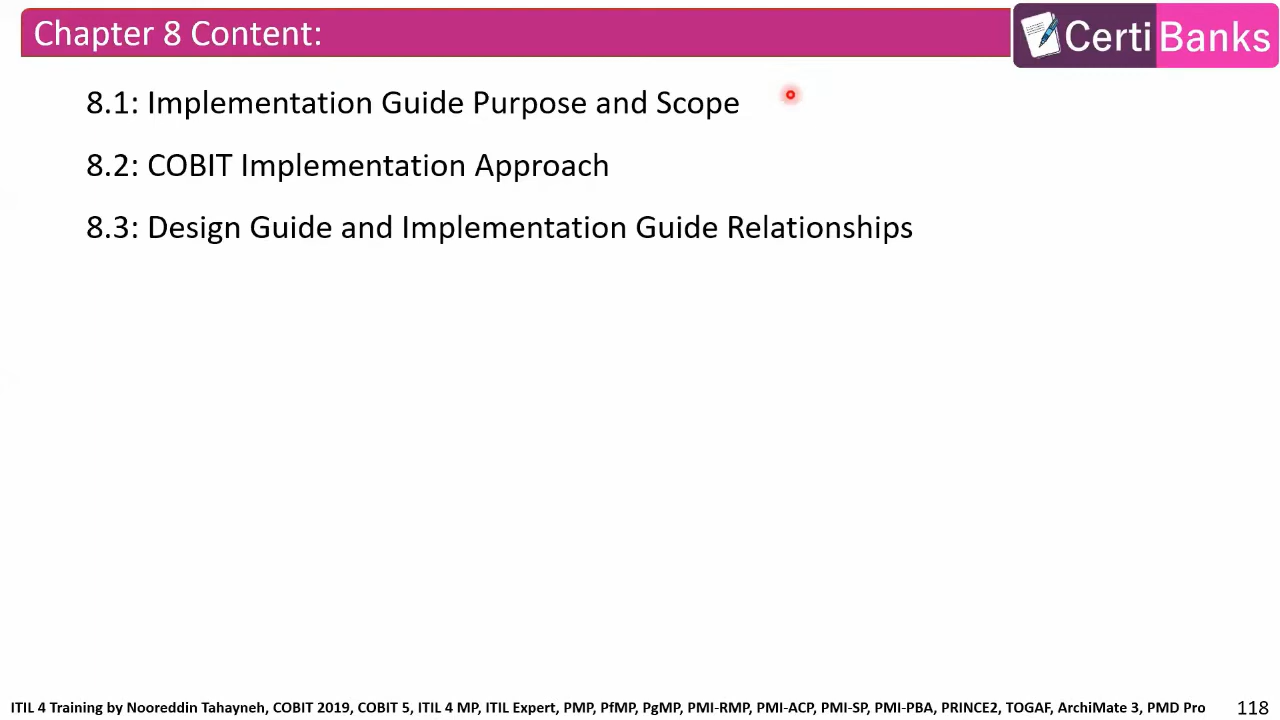 Chapter 8 Content:
CertiBanks
8.1: Implementation Guide Purpose and Scope
8.2: COBIT Implementation Approach
8.3: Design Guide and Implementation Guide Relationships
ITIL 4 Training by Nooreddin Tahayneh, COBIT 2019, COBIT 5, ITIL 4 MP, ITIL Expert, PMP, PfMP, PgMP, PMI-RMP, PMI-ACP, PMI-SP, PMI-PBA, PRINCE2, TOGAF, ArchiMate 3, PMD Pro 118